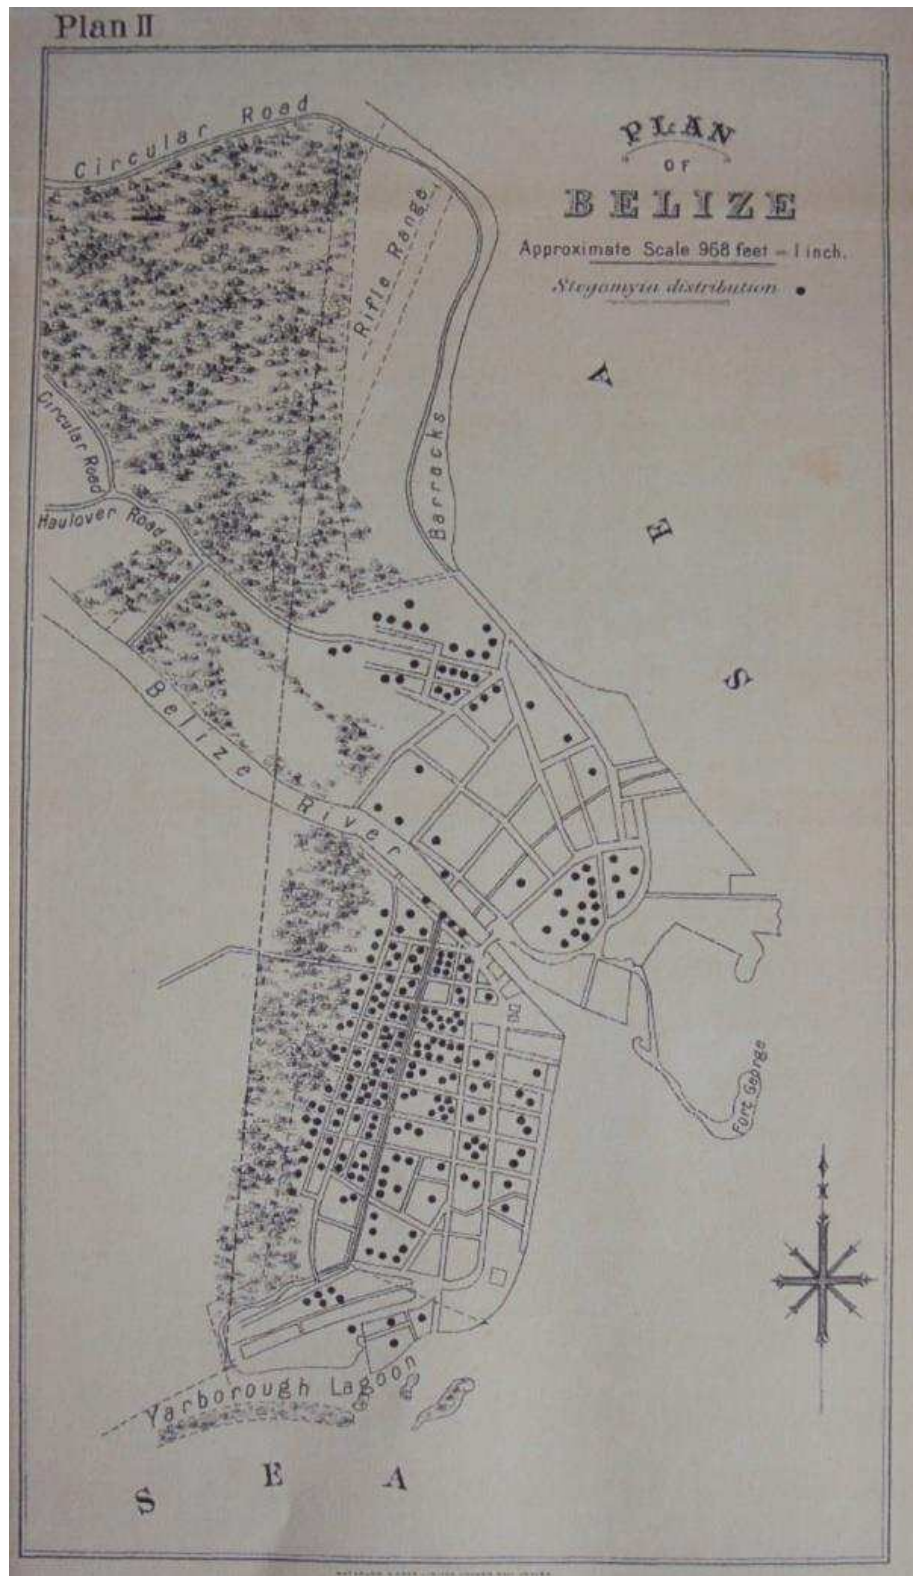 Plan II
PLAN
OF
BELIZE
Approximate Scale 968 feet = 1 inch.
Stegomyia distribution
Circular Road
Rifle Range
SEA
Circular Road
Barracks
Haulover Road
Belize River
Fort George
Yarborough Lagoon
SEA